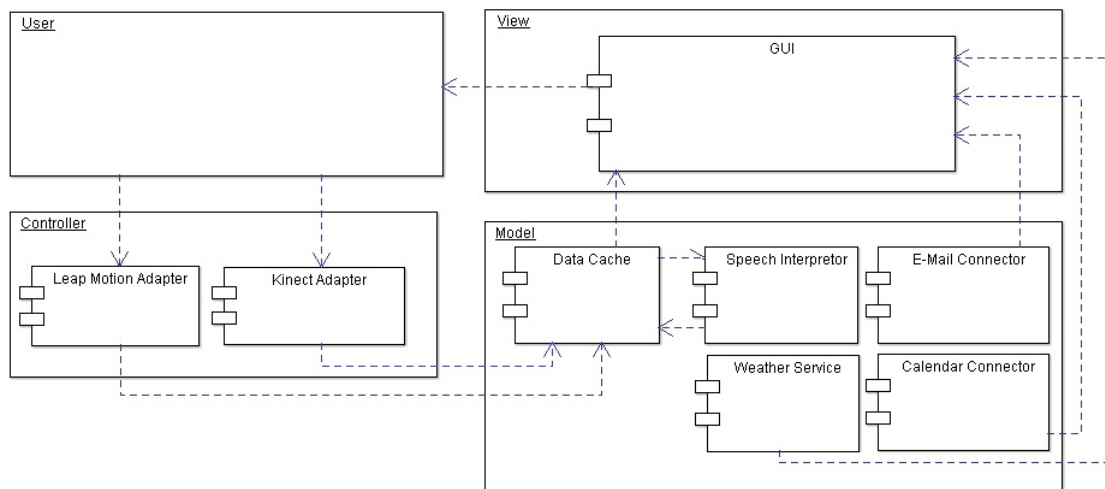 User
View
GUI
Controller
Leap Motion Adapter
Kinect Adapter
Model
Data Cache
Speech Interpretor
E-Mail Connector
Weather Service
Calendar Connector